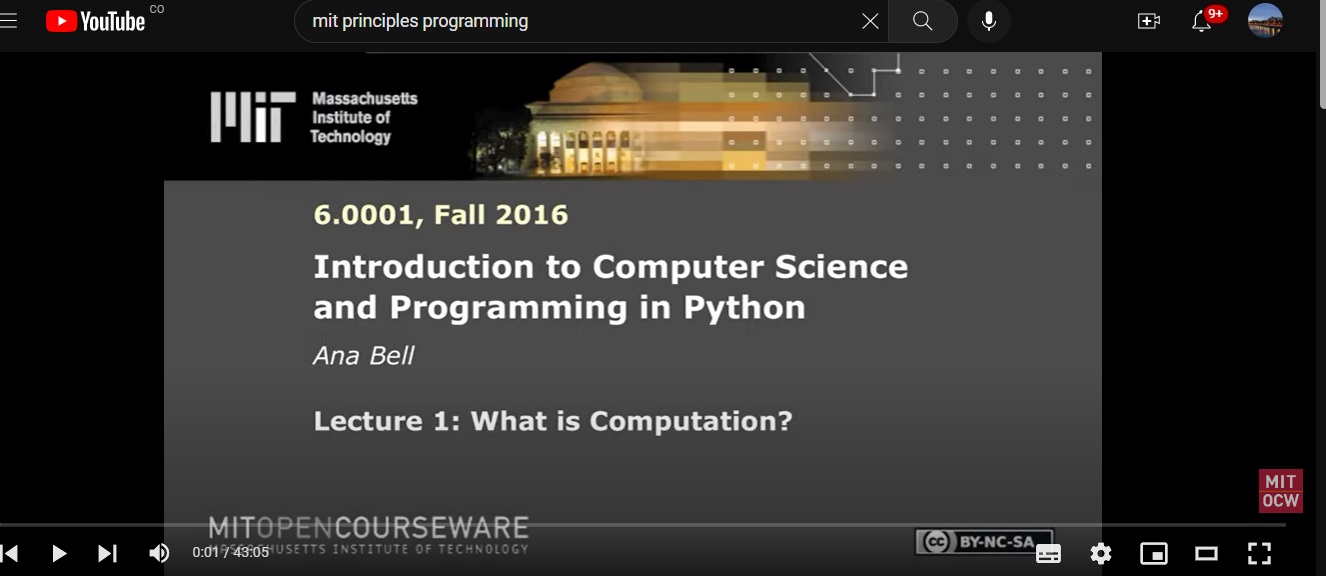 YouTube CO
mit principles programming
9+
MIT
Massachusetts
Institute of
Technology
6.0001, Fall 2016
Introduction to Computer Science
and Programming in Python
Ana Bell
Lecture 1: What is Computation?
MIT
OCW
MITOPENCOURSEWARE
MASSACHUSETTS INSTITUTE OF TECHNOLOGY
cc BY-NC-SA
0:01 / 43:05